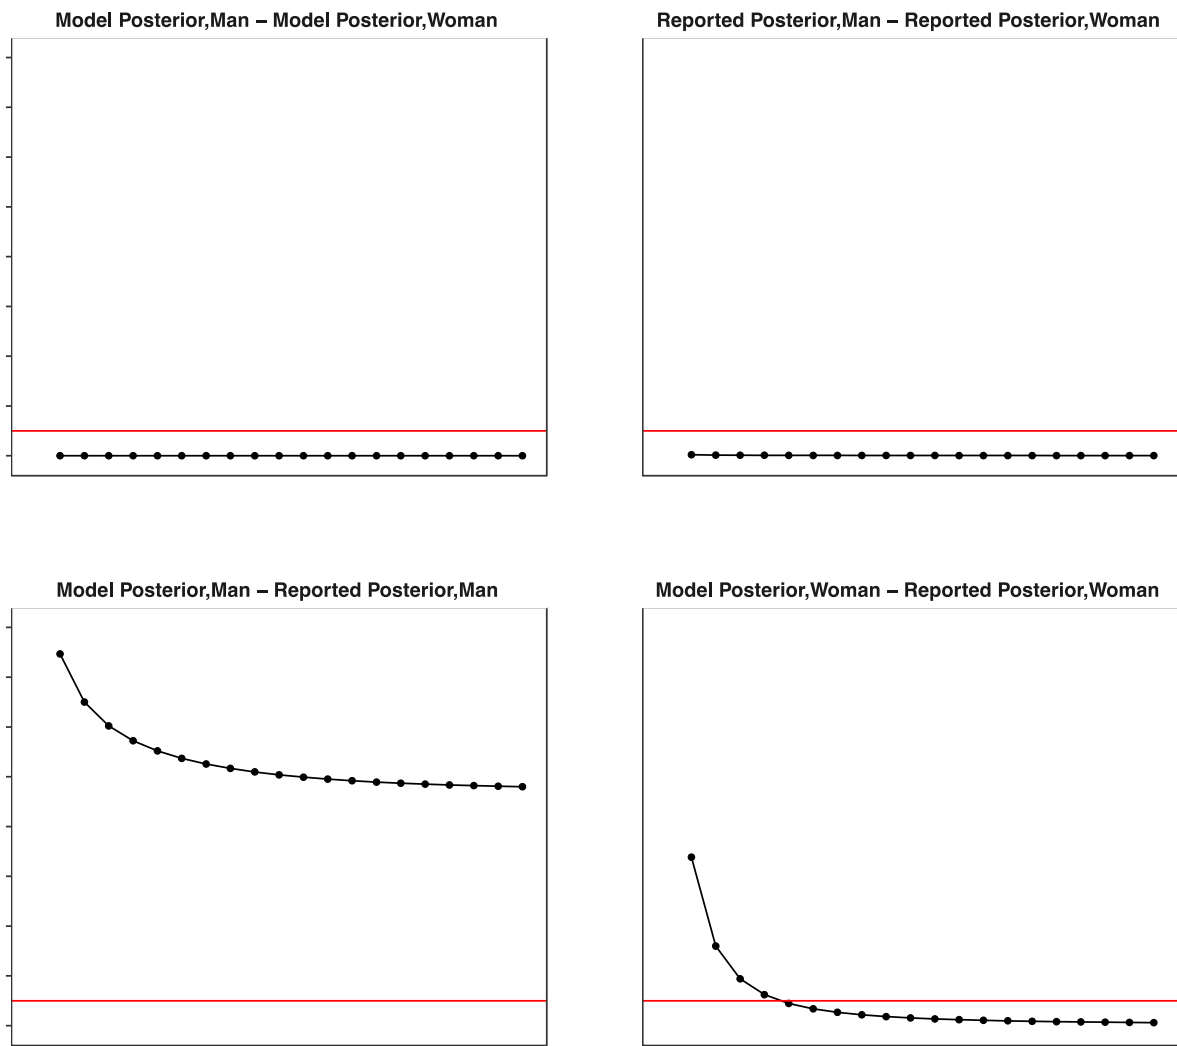 Model Posterior,Man – Model Posterior,Woman
Reported Posterior,Man – Reported Posterior,Woman
Model Posterior,Man – Reported Posterior,Man
Model Posterior,Woman – Reported Posterior,Woman